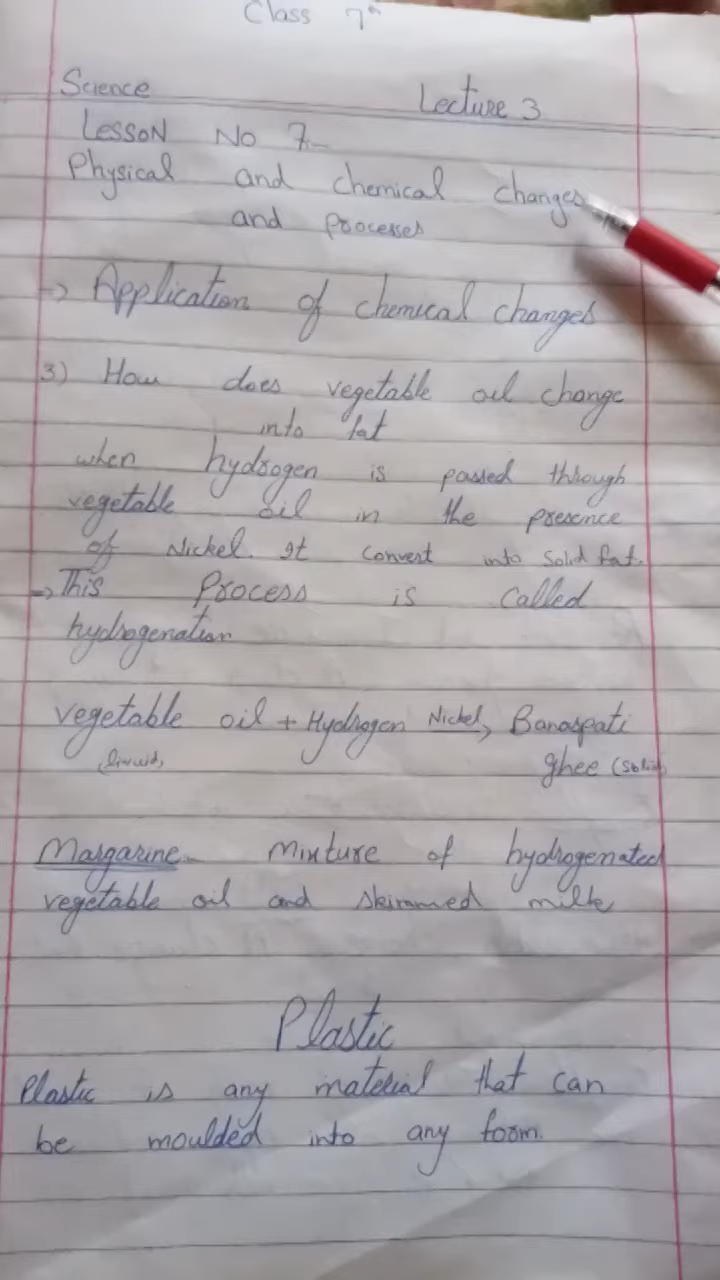 Class 7th
Science Lecture 3
Lesson No 7-
Physical and chemical changes
and processes
→ Application of chemical changes
3) How does vegetable oil change
into fat
when hydrogen is passed through
vegetable oil in the presence
of Nickel. It convert into solid fat.
→ This Process is called
hydrogenation
vegetable oil + Hydrogen Nickel, Banaspati
(liquid) ghee (solid)
Margarine - Mixture of hydrogenated
vegetable oil and skimmed milk
Plastic
Plastic is any material that can
be moulded into any form.